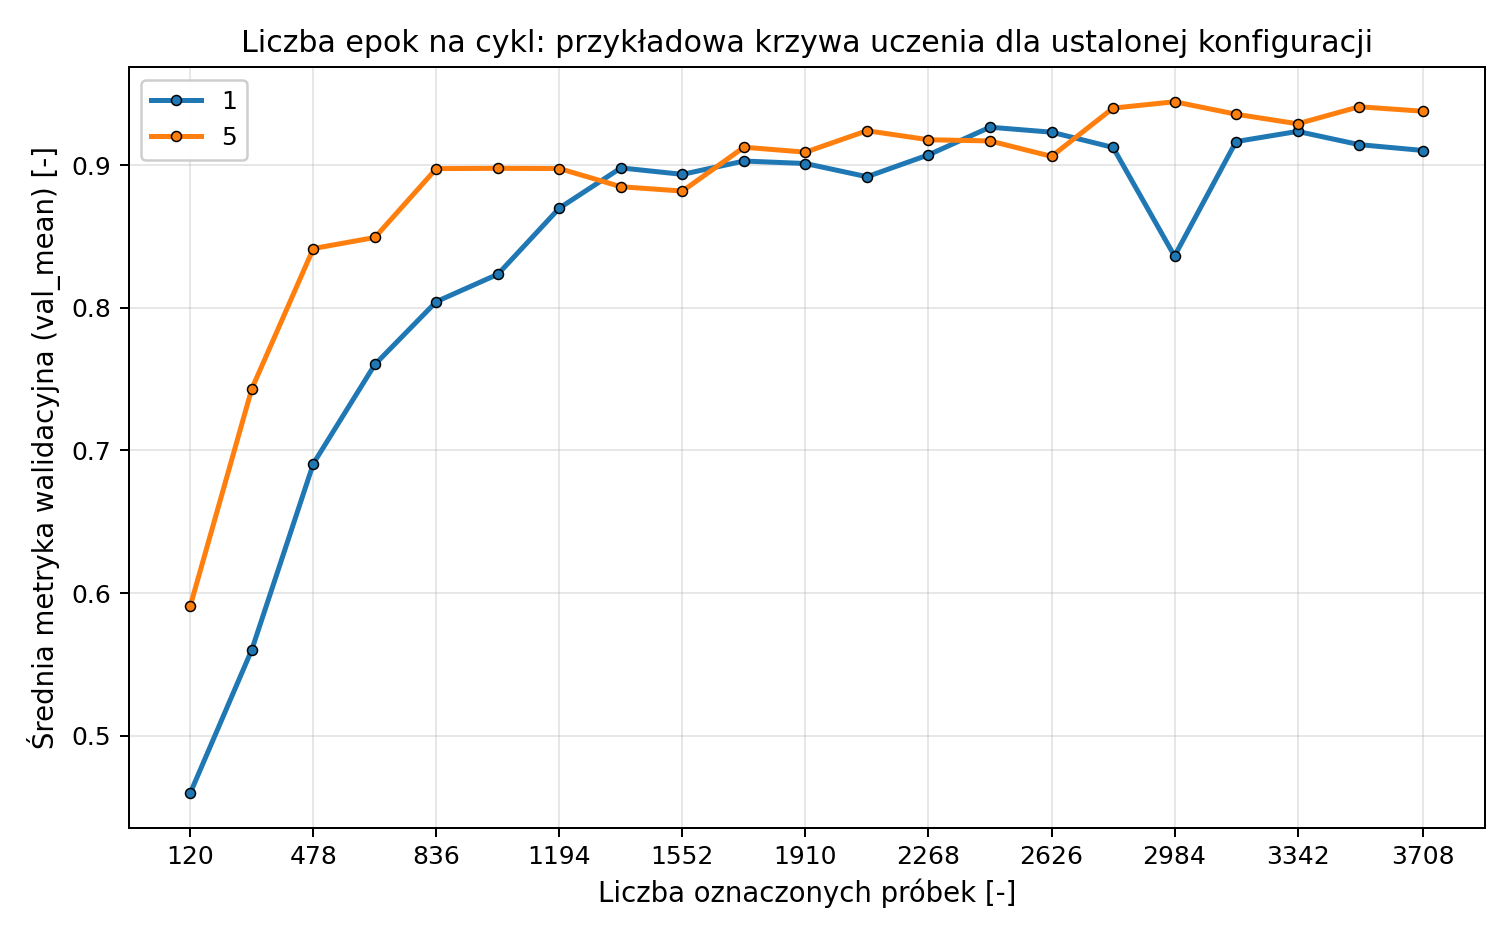 Liczba epok na cykl: przykładowa krzywa uczenia dla ustalonej konfiguracji
1
5
Średnia metryka walidacyjna (val_mean) [-]
0.9
0.8
0.7
0.6
0.5
120 478 836 1194 1552 1910 2268 2626 2984 3342 3708
Liczba oznaczonych próbek [-]